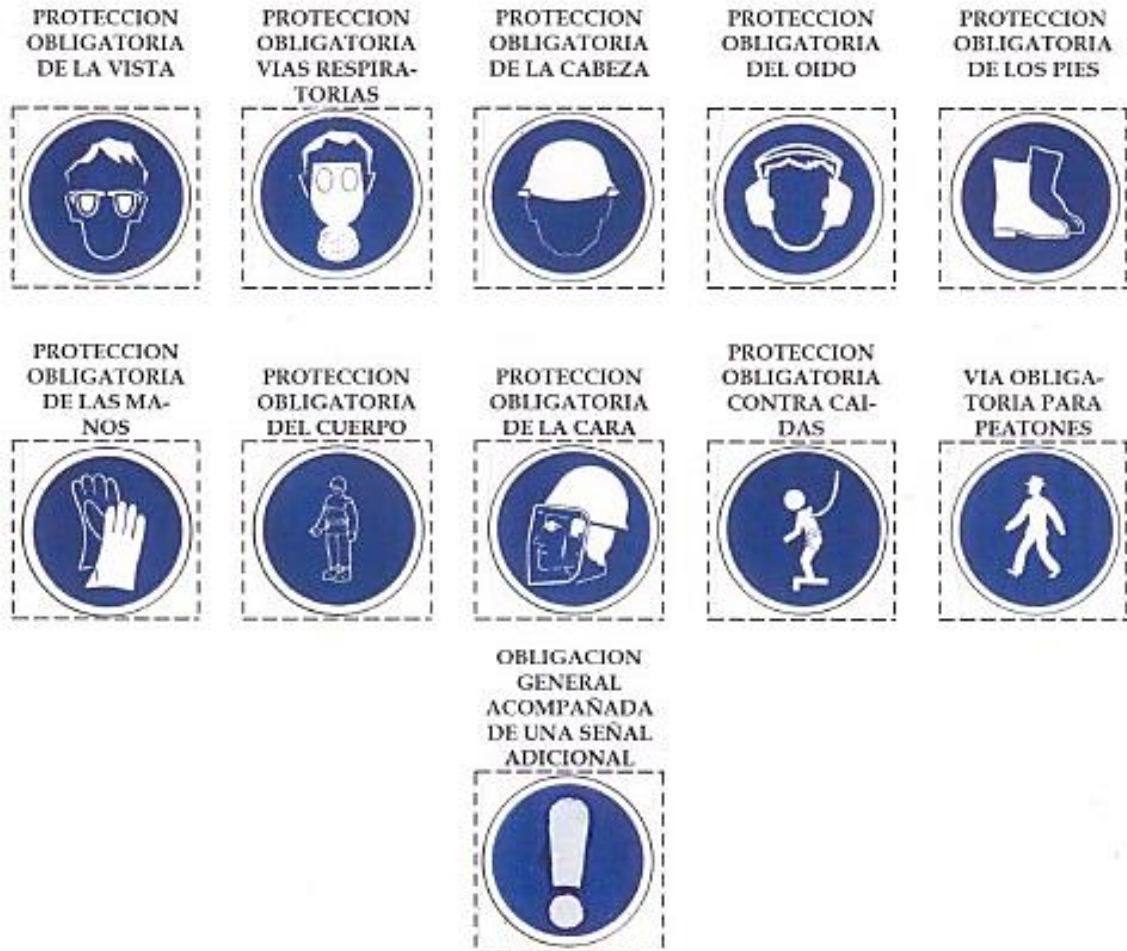 PROTECCION
OBLIGATORIA
DE LA VISTA
PROTECCION
OBLIGATORIA
VIAS RESPIRA-
TORIAS
PROTECCION
OBLIGATORIA
DE LA CABEZA
PROTECCION
OBLIGATORIA
DEL OIDO
PROTECCION
OBLIGATORIA
DE LOS PIES
PROTECCION
OBLIGATORIA
DE LAS MA-
NOS
PROTECCION
OBLIGATORIA
DEL CUERPO
PROTECCION
OBLIGATORIA
DE LA CARA
PROTECCION
OBLIGATORIA
CONTRA CAI-
DAS
VIA OBLIGA-
TORIA PARA
PEATONES
OBLIGACION
GENERAL
ACOMPAÑADA
DE UNA SEÑAL
ADICIONAL